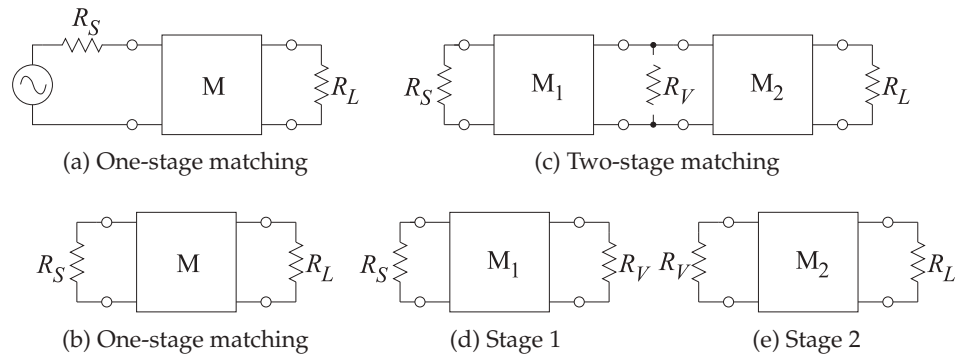 R_S
M
R_L
(a) One-stage matching
R_S
M_1
R_V
M_2
R_L
(c) Two-stage matching
R_S
M
R_L
(b) One-stage matching
R_S
M_1
R_V
(d) Stage 1
R_V
M_2
R_L
(e) Stage 2